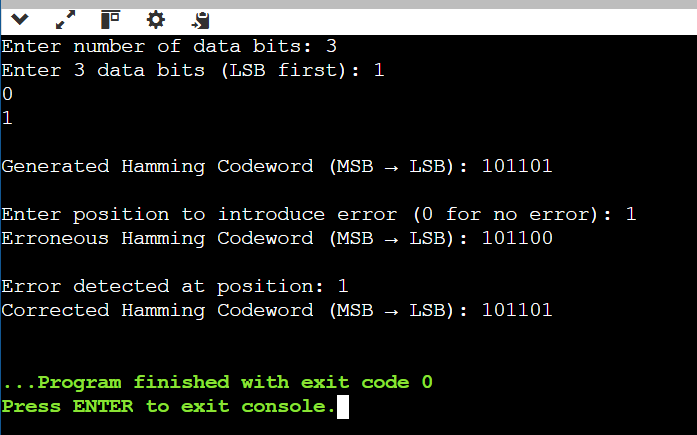 Enter number of data bits: 3
Enter 3 data bits (LSB first): 1
0
1
Generated Hamming Codeword (MSB → LSB): 101101
Enter position to introduce error (0 for no error): 1
Erroneous Hamming Codeword (MSB → LSB): 101100
Error detected at position: 1
Corrected Hamming Codeword (MSB → LSB): 101101
...Program finished with exit code 0
Press ENTER to exit console.